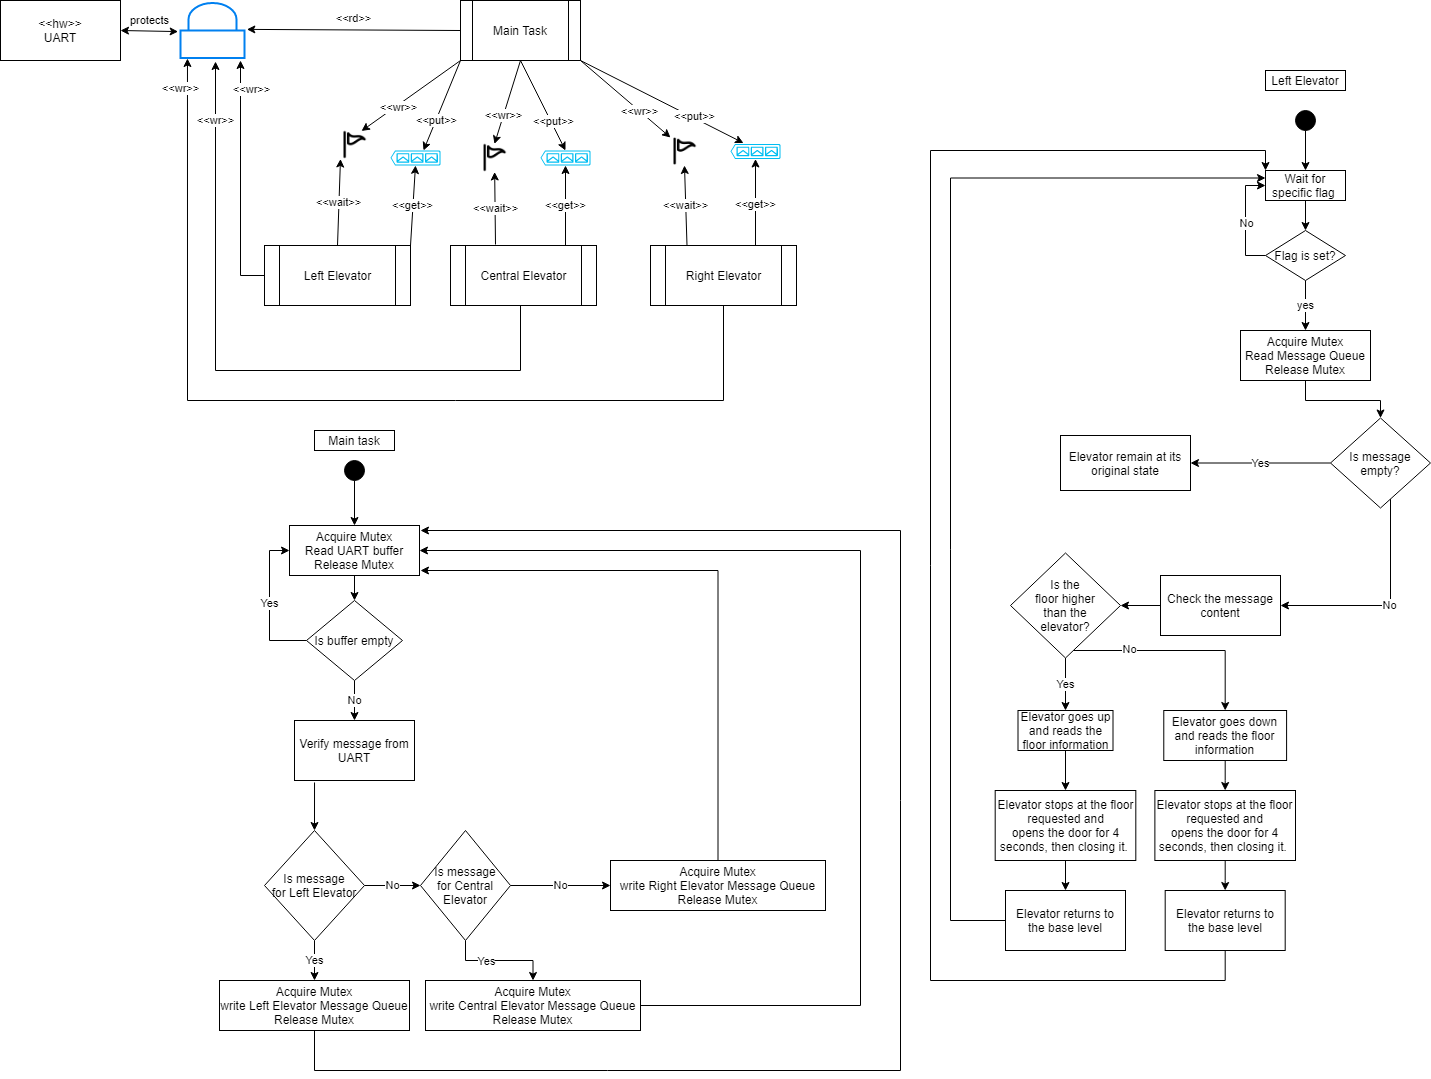 <<hw>>
UART
protects
<<rd>>
Main Task
<<wr>>
<<wr>>
<<wr>>
<<wr>>
<<put>>
<<wr>>
<<put>>
<<wr>>
<<put>>
<<wait>>
<<get>>
<<wait>>
<<get>>
<<wait>>
<<get>>
Left Elevator
Central Elevator
Right Elevator
Main task
Acquire Mutex
Read UART buffer
Release Mutex
Yes
Is buffer empty
No
Verify message from
UART
Is message
for Left Elevator
No
Is message
for Central
Elevator
No
Acquire Mutex
write Right Elevator Message Queue
Release Mutex
Yes
Yes
Acquire Mutex
write Left Elevator Message Queue
Release Mutex
Acquire Mutex
write Central Elevator Message Queue
Release Mutex
Left Elevator
Wait for
specific flag
No
Flag is set?
yes
Acquire Mutex
Read Message Queue
Release Mutex
Is message
empty?
Yes
Elevator remain at its
original state
No
Check the message
content
Is the
floor higher
than the
elevator?
No
Yes
Elevator goes up
and reads the
floor information
Elevator goes down
and reads the floor
information
Elevator stops at the floor
requested and
opens the door for 4
seconds, then closing it.
Elevator stops at the floor
requested and
opens the door for 4
seconds, then closing it.
Elevator returns to
the base level
Elevator returns to
the base level